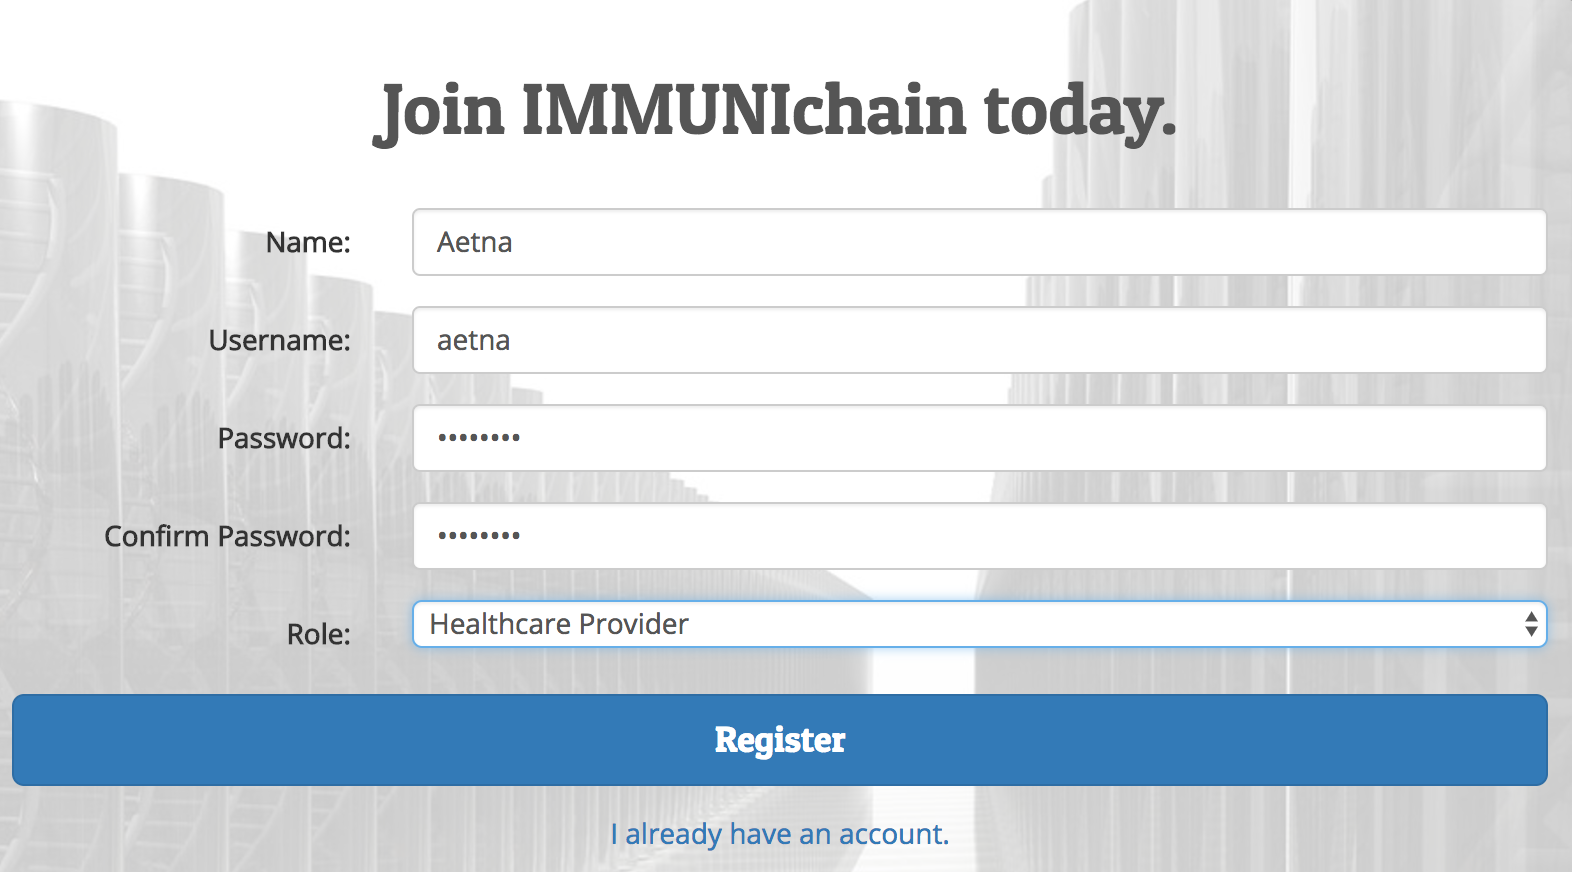 Join IMMUNIchain today.
Name: Aetna
Username: aetna
Password: ••••••••
Confirm Password: ••••••••
Role: Healthcare Provider
Register
I already have an account.